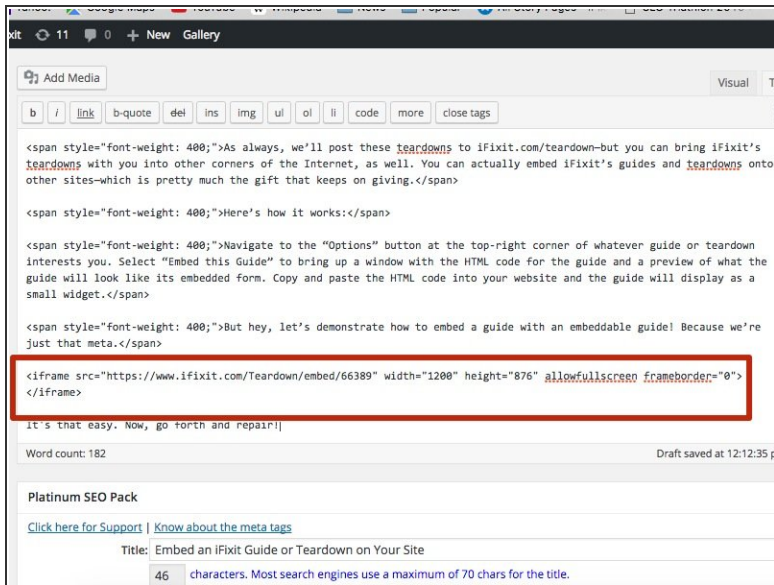 Google Maps YouTube Wikipedia News Popular
xit 11 0 + New Gallery
Add Media
Visual T
b i link b-quote del ins img ul ol li code more close tags
<span style="font-weight: 400;">As always, we’ll post these teardowns to iFixit.com/teardown—but you can bring iFixit’s
teardowns with you into other corners of the Internet, as well. You can actually embed iFixit’s guides and teardowns onto
other sites—which is pretty much the gift that keeps on giving.</span>
<span style="font-weight: 400;">Here’s how it works:</span>
<span style="font-weight: 400;">Navigate to the “Options” button at the top-right corner of whatever guide or teardown
interests you. Select “Embed this Guide” to bring up a window with the HTML code for the guide and a preview of what the
guide will look like its embedded form. Copy and paste the HTML code into your website and the guide will display as a
small widget.</span>
<span style="font-weight: 400;">But hey, let’s demonstrate how to embed a guide with an embeddable guide! Because we’re
just that meta.</span>
<iframe src="https://www.ifixit.com/Teardown/embed/66389" width="1200" height="876" allowfullscreen frameborder="0">
</iframe>
It's that easy. Now, go forth and repair!
Word count: 182 Draft saved at 12:12:35 p
Platinum SEO Pack
Click here for Support | Know about the meta tags
Title: Embed an iFixit Guide or Teardown on Your Site
46 characters. Most search engines use a maximum of 70 chars for the title.